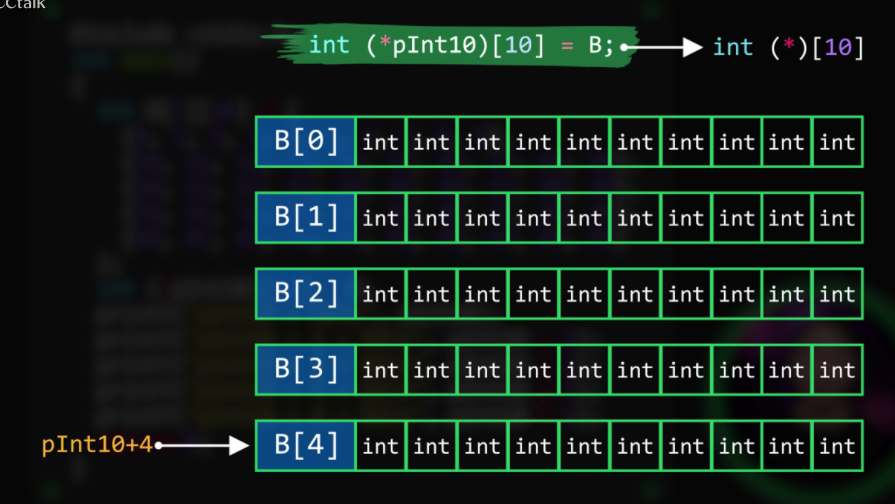 CCtalk
int (*pInt10)[10] = B; int (*)[10]
B[0] int int int int int int int int int int
B[1] int int int int int int int int int int
B[2] int int int int int int int int int int
B[3] int int int int int int int int int int
pInt10+4 B[4] int int int int int int int int int int